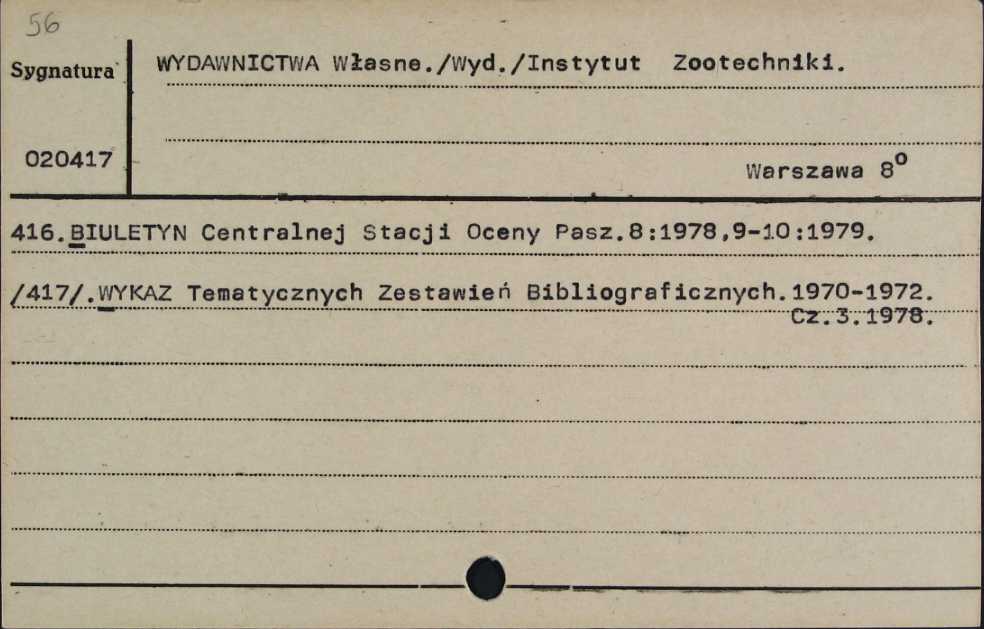 56
Sygnatura
WYDAWNICTWA Własne./Wyd./Instytut Zootechniki.
020417
Warszawa 8⁰
416.BIULETYN Centralnej Stacji Oceny Pasz.8:1978,9-10:1979.
/417/.WYKAZ Tematycznych Zestawień Bibliograficznych.1970-1972.
Cz.3.1978.